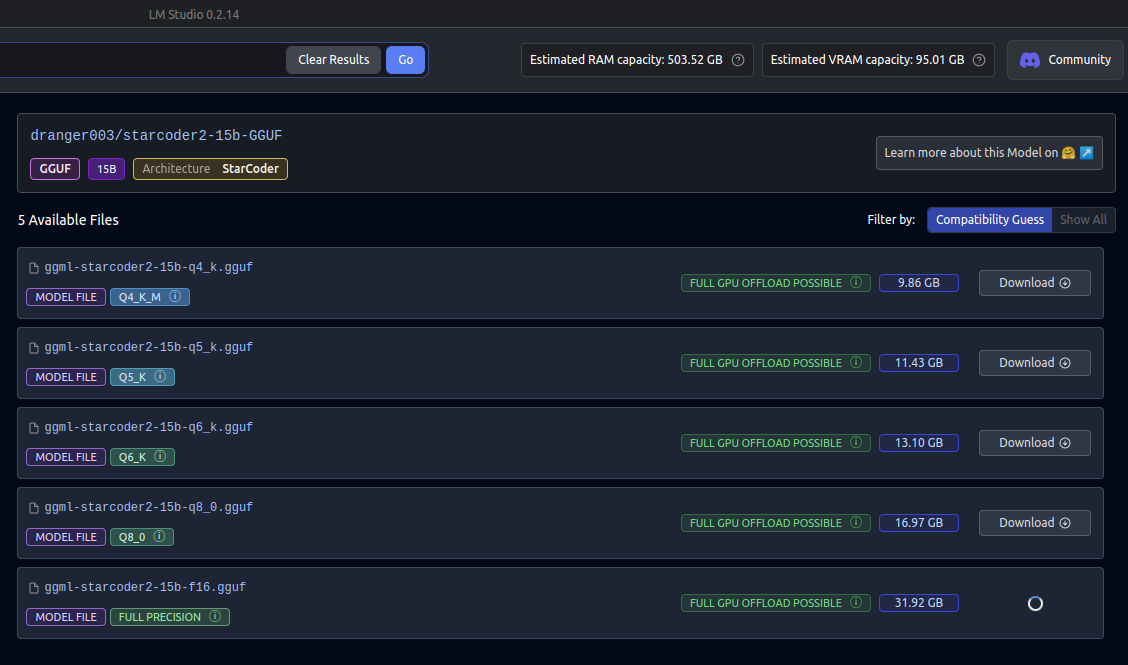 LM Studio 0.2.14
Clear Results Go Estimated RAM capacity: 503.52 GB Estimated VRAM capacity: 95.01 GB Community
dranger003/starcoder2-15b-GGUF
GGUF 15B Architecture StarCoder Learn more about this Model on 🤗 ↗️
5 Available Files Filter by: Compatibility Guess Show All
ggml-starcoder2-15b-q4_k.gguf
MODEL FILE Q4_K_M FULL GPU OFFLOAD POSSIBLE 9.86 GB Download
ggml-starcoder2-15b-q5_k.gguf
MODEL FILE Q5_K FULL GPU OFFLOAD POSSIBLE 11.43 GB Download
ggml-starcoder2-15b-q6_k.gguf
MODEL FILE Q6_K FULL GPU OFFLOAD POSSIBLE 13.10 GB Download
ggml-starcoder2-15b-q8_0.gguf
MODEL FILE Q8_0 FULL GPU OFFLOAD POSSIBLE 16.97 GB Download
ggml-starcoder2-15b-f16.gguf
MODEL FILE FULL PRECISION FULL GPU OFFLOAD POSSIBLE 31.92 GB